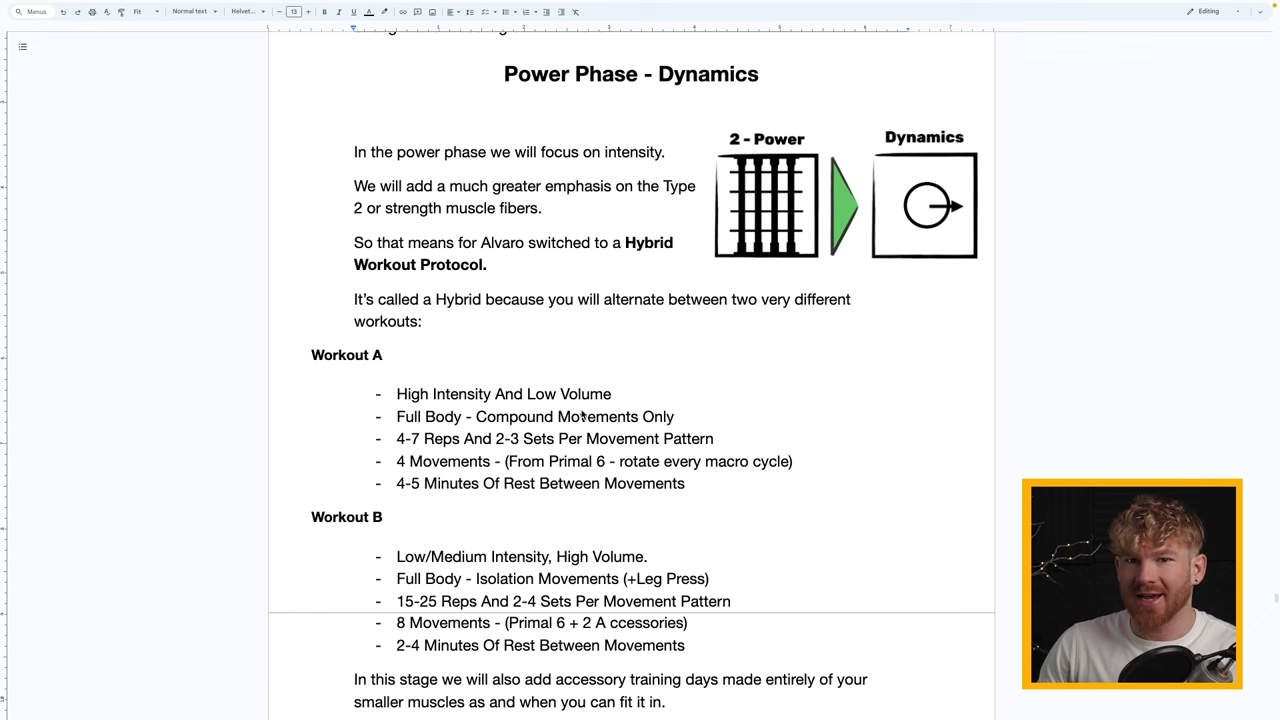 Menus
Fit
Normal text
Helvet...
13
Editing
Power Phase - Dynamics
2 - Power
Dynamics
In the power phase we will focus on intensity.
We will add a much greater emphasis on the Type
2 or strength muscle fibers.
So that means for Alvaro switched to a Hybrid
Workout Protocol.
It’s called a Hybrid because you will alternate between two very different
workouts:
Workout A
- High Intensity And Low Volume
- Full Body - Compound Movements Only
- 4-7 Reps And 2-3 Sets Per Movement Pattern
- 4 Movements - (From Primal 6 - rotate every macro cycle)
- 4-5 Minutes Of Rest Between Movements
Workout B
- Low/Medium Intensity, High Volume.
- Full Body - Isolation Movements (+Leg Press)
- 15-25 Reps And 2-4 Sets Per Movement Pattern
- 8 Movements - (Primal 6 + 2 A ccessories)
- 2-4 Minutes Of Rest Between Movements
In this stage we will also add accessory training days made entirely of your
smaller muscles as and when you can fit it in.